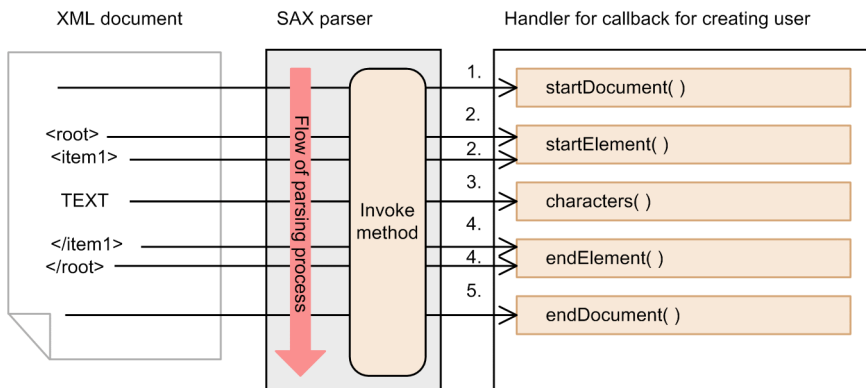 XML document
SAX parser
Handler for callback for creating user
1.
startDocument( )
2.
<root>
startElement( )
<item1>
2.
3.
TEXT
characters( )
Flow of parsing process
Invoke
method
4.
</item1>
endElement( )
</root>
4.
5.
endDocument( )